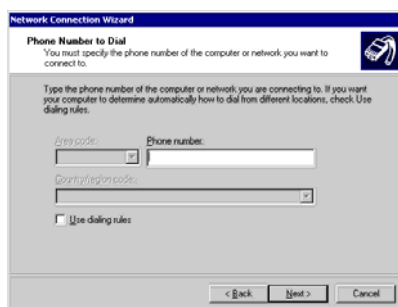 Network Connection Wizard
Phone Number to Dial
You must specify the phone number of the computer or network you want to
connect to.
Type the phone number of the computer or network you are connecting to. If you want
your computer to determine automatically how to dial from different locations, check Use
dialing rules.
Area code: Phone number:
Country/region code:
Use dialing rules
< Back Next > Cancel